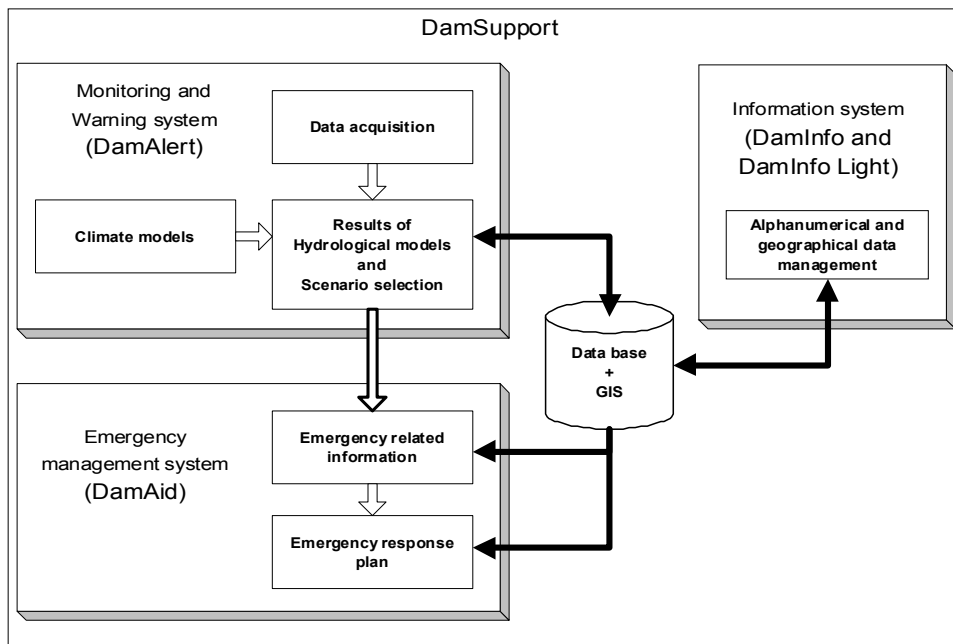 DamSupport
Monitoring and
Warning system
(DamAlert)
Data acquisition
Climate models
Results of
Hydrological models
and
Scenario selection
Information system
(DamInfo and
DamInfo Light)
Alphanumerical and
geographical data
management
Data base
+
GIS
Emergency
management system
(DamAid)
Emergency related
information
Emergency response
plan